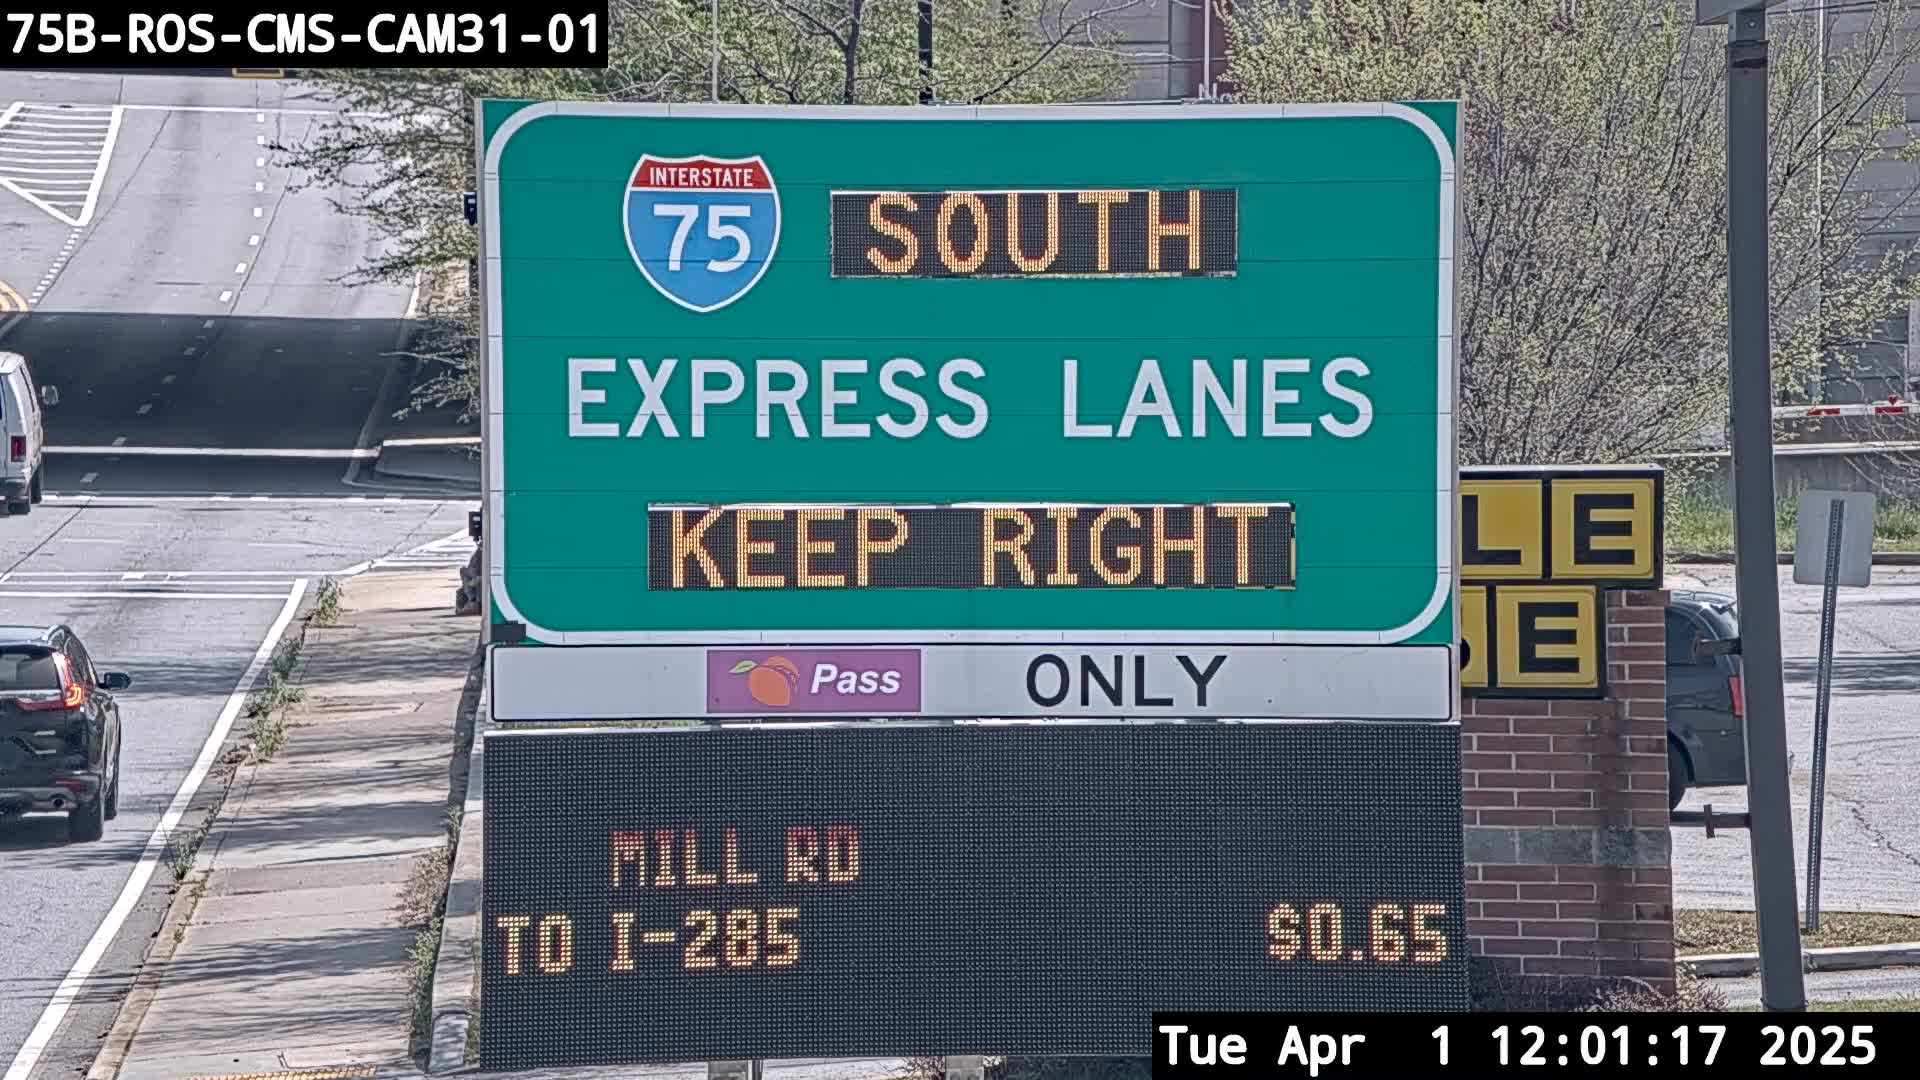 75B-ROS-CMS-CAM31-01
INTERSTATE
75
SOUTH
EXPRESS LANES
KEEP RIGHT
Pass ONLY
MILL RD
TO I-285 $0.65
LE
E
Tue Apr 1 12:01:17 2025